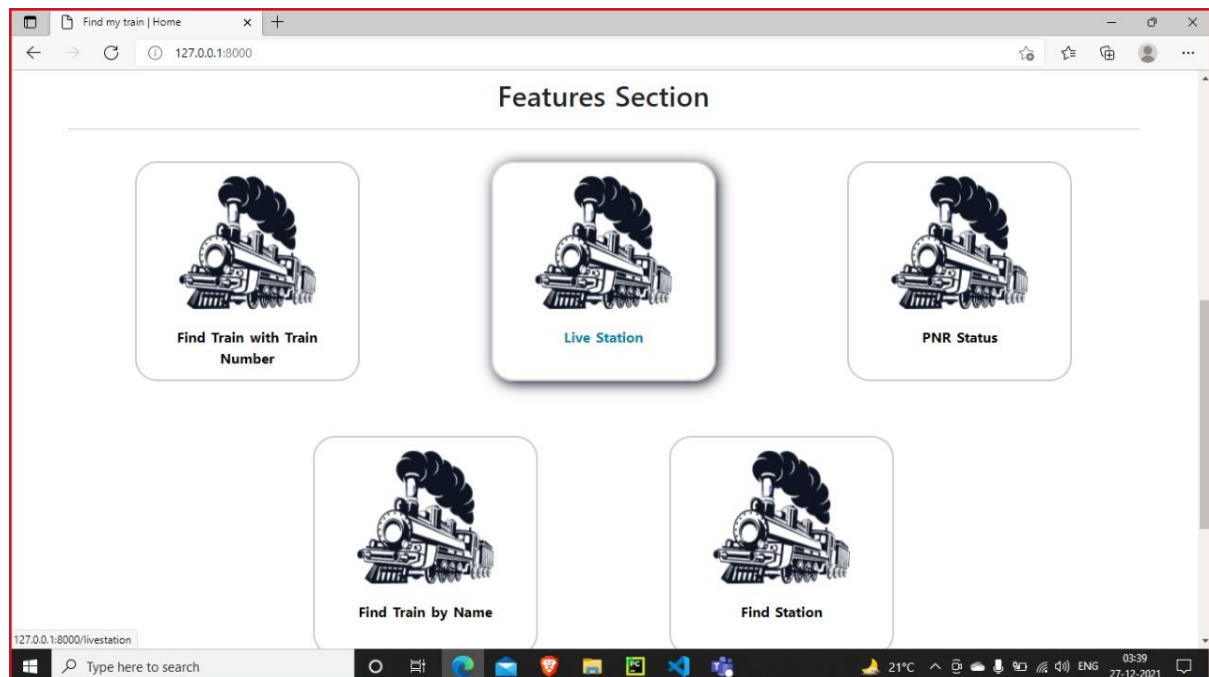 Find my train | Home
127.0.0.1:8000
Features Section
Find Train with Train
Number
Live Station
PNR Status
Find Train by Name
Find Station
127.0.0.1:8000/livestation
Type here to search
21°C
ENG
03:39
27-12-2021